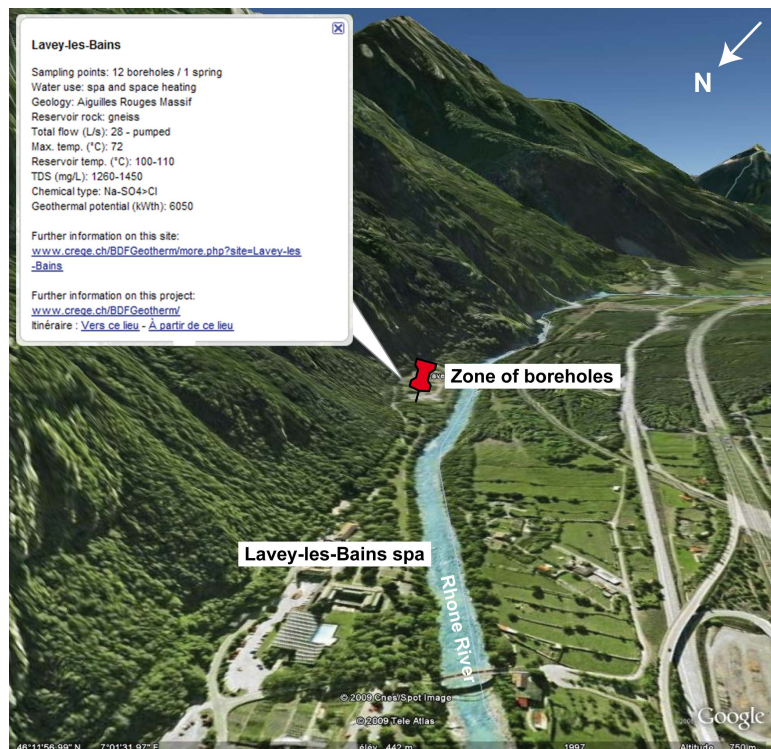 Lavey-les-Bains
Sampling points: 12 boreholes / 1 spring
Water use: spa and space heating
Geology: Aiguilles Rouges Massif
Reservoir rock: gneiss
Total flow (L/s): 28 - pumped
Max. temp. (°C): 72
Reservoir temp. (°C): 100-110
TDS (mg/L): 1260-1450
Chemical type: Na-SO4>Cl
Geothermal potential (kWth): 6050
Further information on this site:
www.crege.ch/BDFGeotherm/more.php?site=Lavey-les
-Bains
Further information on this project:
www.crege.ch/BDFGeotherm/
Itinéraire : Vers ce lieu - À partir de ce lieu
N
Zone of boreholes
Lavey-les-Bains spa
Rhone River
© 2009 Cnes/Spot Image
© 2009 Tele Atlas
Google
46°11'56.99" N 7°01'31.97" E élév. 442 m 1997 Altitude 750 m